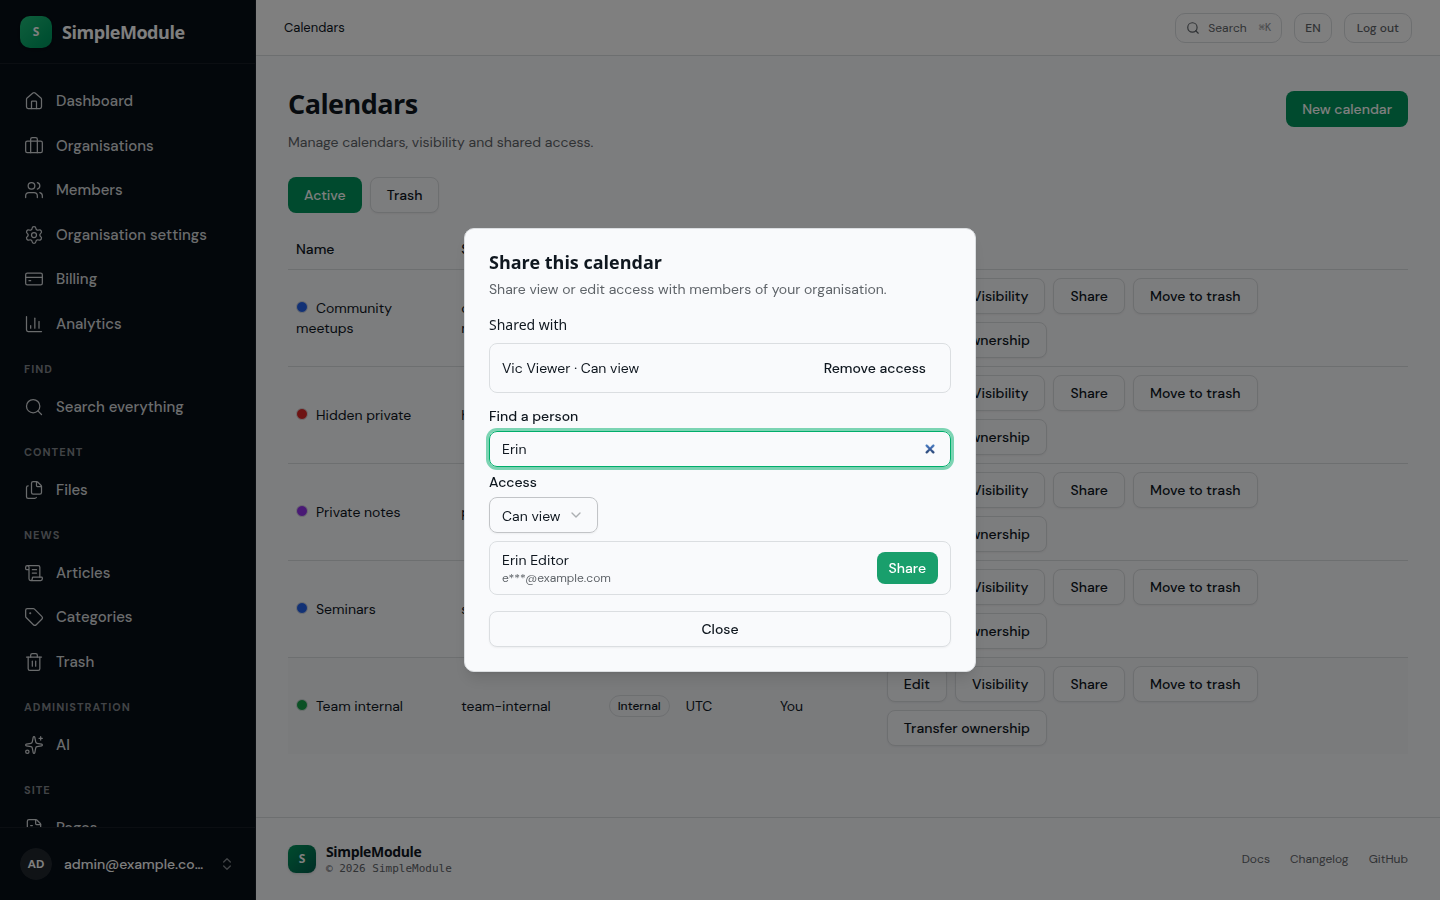 S
SimpleModule
Dashboard
Organisations
Members
Organisation settings
Billing
Analytics
FIND
Search everything
CONTENT
Files
NEWS
Articles
Categories
Trash
ADMINISTRATION
AI
SITE
Pages
AD
admin@example.co...
Calendars
Search ⌘K
EN
Log out
Calendars
Manage calendars, visibility and shared access.
New calendar
Active
Trash
Name
Community
meetups
Visibility
Share
Move to trash
Hidden private
Visibility
Share
Move to trash
Private notes
Visibility
Share
Move to trash
Seminars
Visibility
Share
Move to trash
Team internal
team-internal
Internal
UTC
You
Edit
Visibility
Share
Move to trash
Transfer ownership
Share this calendar
Share view or edit access with members of your organisation.
Shared with
Vic Viewer · Can view
Remove access
Find a person
Erin
Access
Can view
Erin Editor
e***@example.com
Share
Close
S
SimpleModule
© 2026 SimpleModule
Docs
Changelog
GitHub